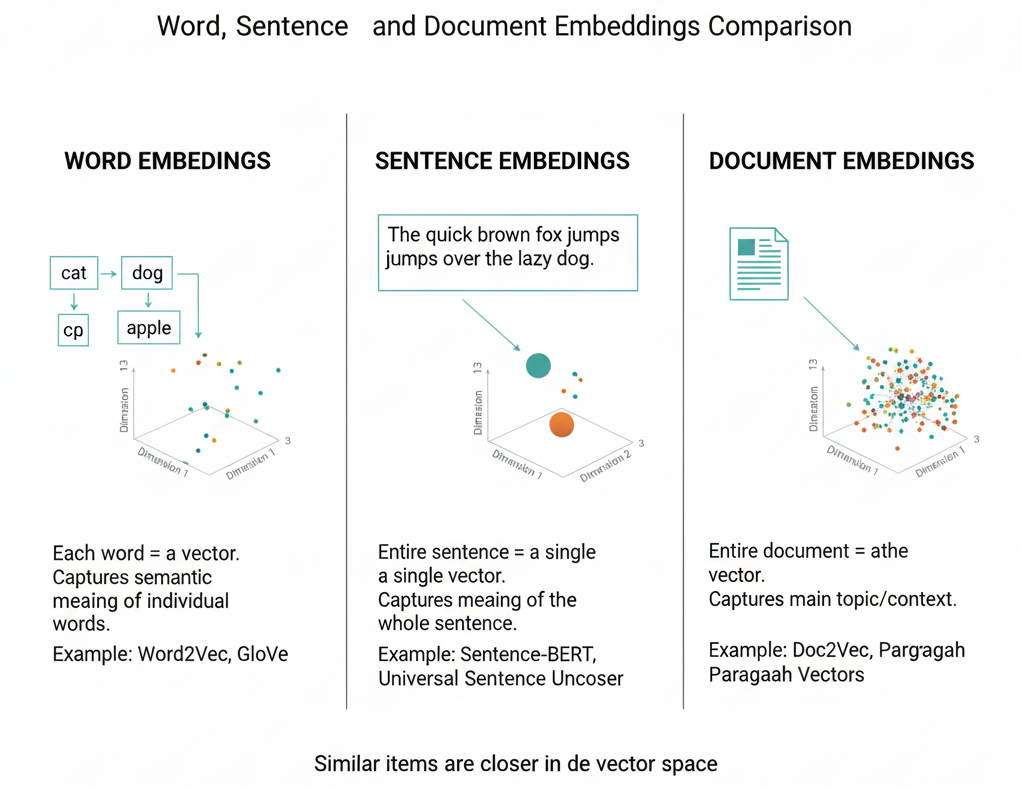 Word, Sentence and Document Embeddings Comparison
WORD EMBEDINGS
cat
dog
cp
apple
13
Dimension
Dimension 1
Dimension 1
3
Each word = a vector.
Captures semantic
meaing of individual
words.
Example: Word2Vec, GloVe
SENTENCE EMBEDINGS
The quick brown fox jumps
jumps over the lazy dog.
13
Dimension
Dimension 1
Dimension 2
3
Entire sentence = a single
a single vector.
Captures meaing of the
whole sentence.
Example: Sentence-BERT,
Universal Sentence Uncoser
DOCUMENT EMBEDINGS
13
Dimension
Dimension 1
Dimension 1
3
Entire document = athe
vector.
Captures main topic/context.
Example: Doc2Vec, Pargragah
Paragaah Vectors
Similar items are closer in de vector space